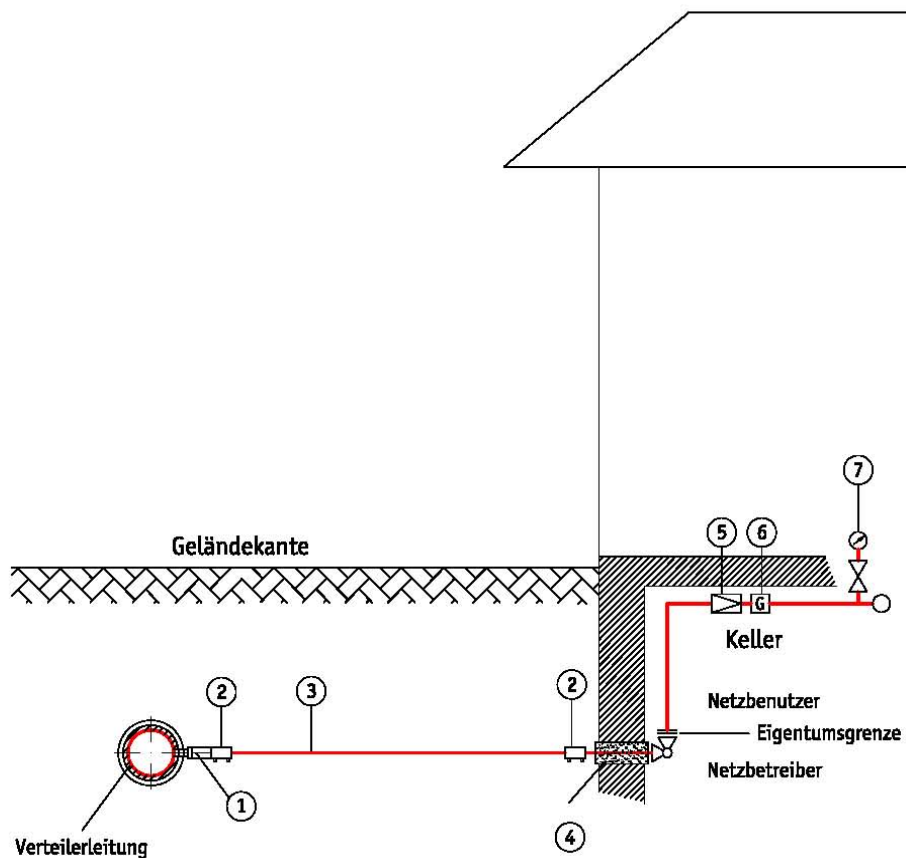 7
5
6
Geländekante
G
Keller
2
3
2
Netzbenutzer
Eigentumsgrenze
Netzbetreiber
1
4
Verteilerleitung